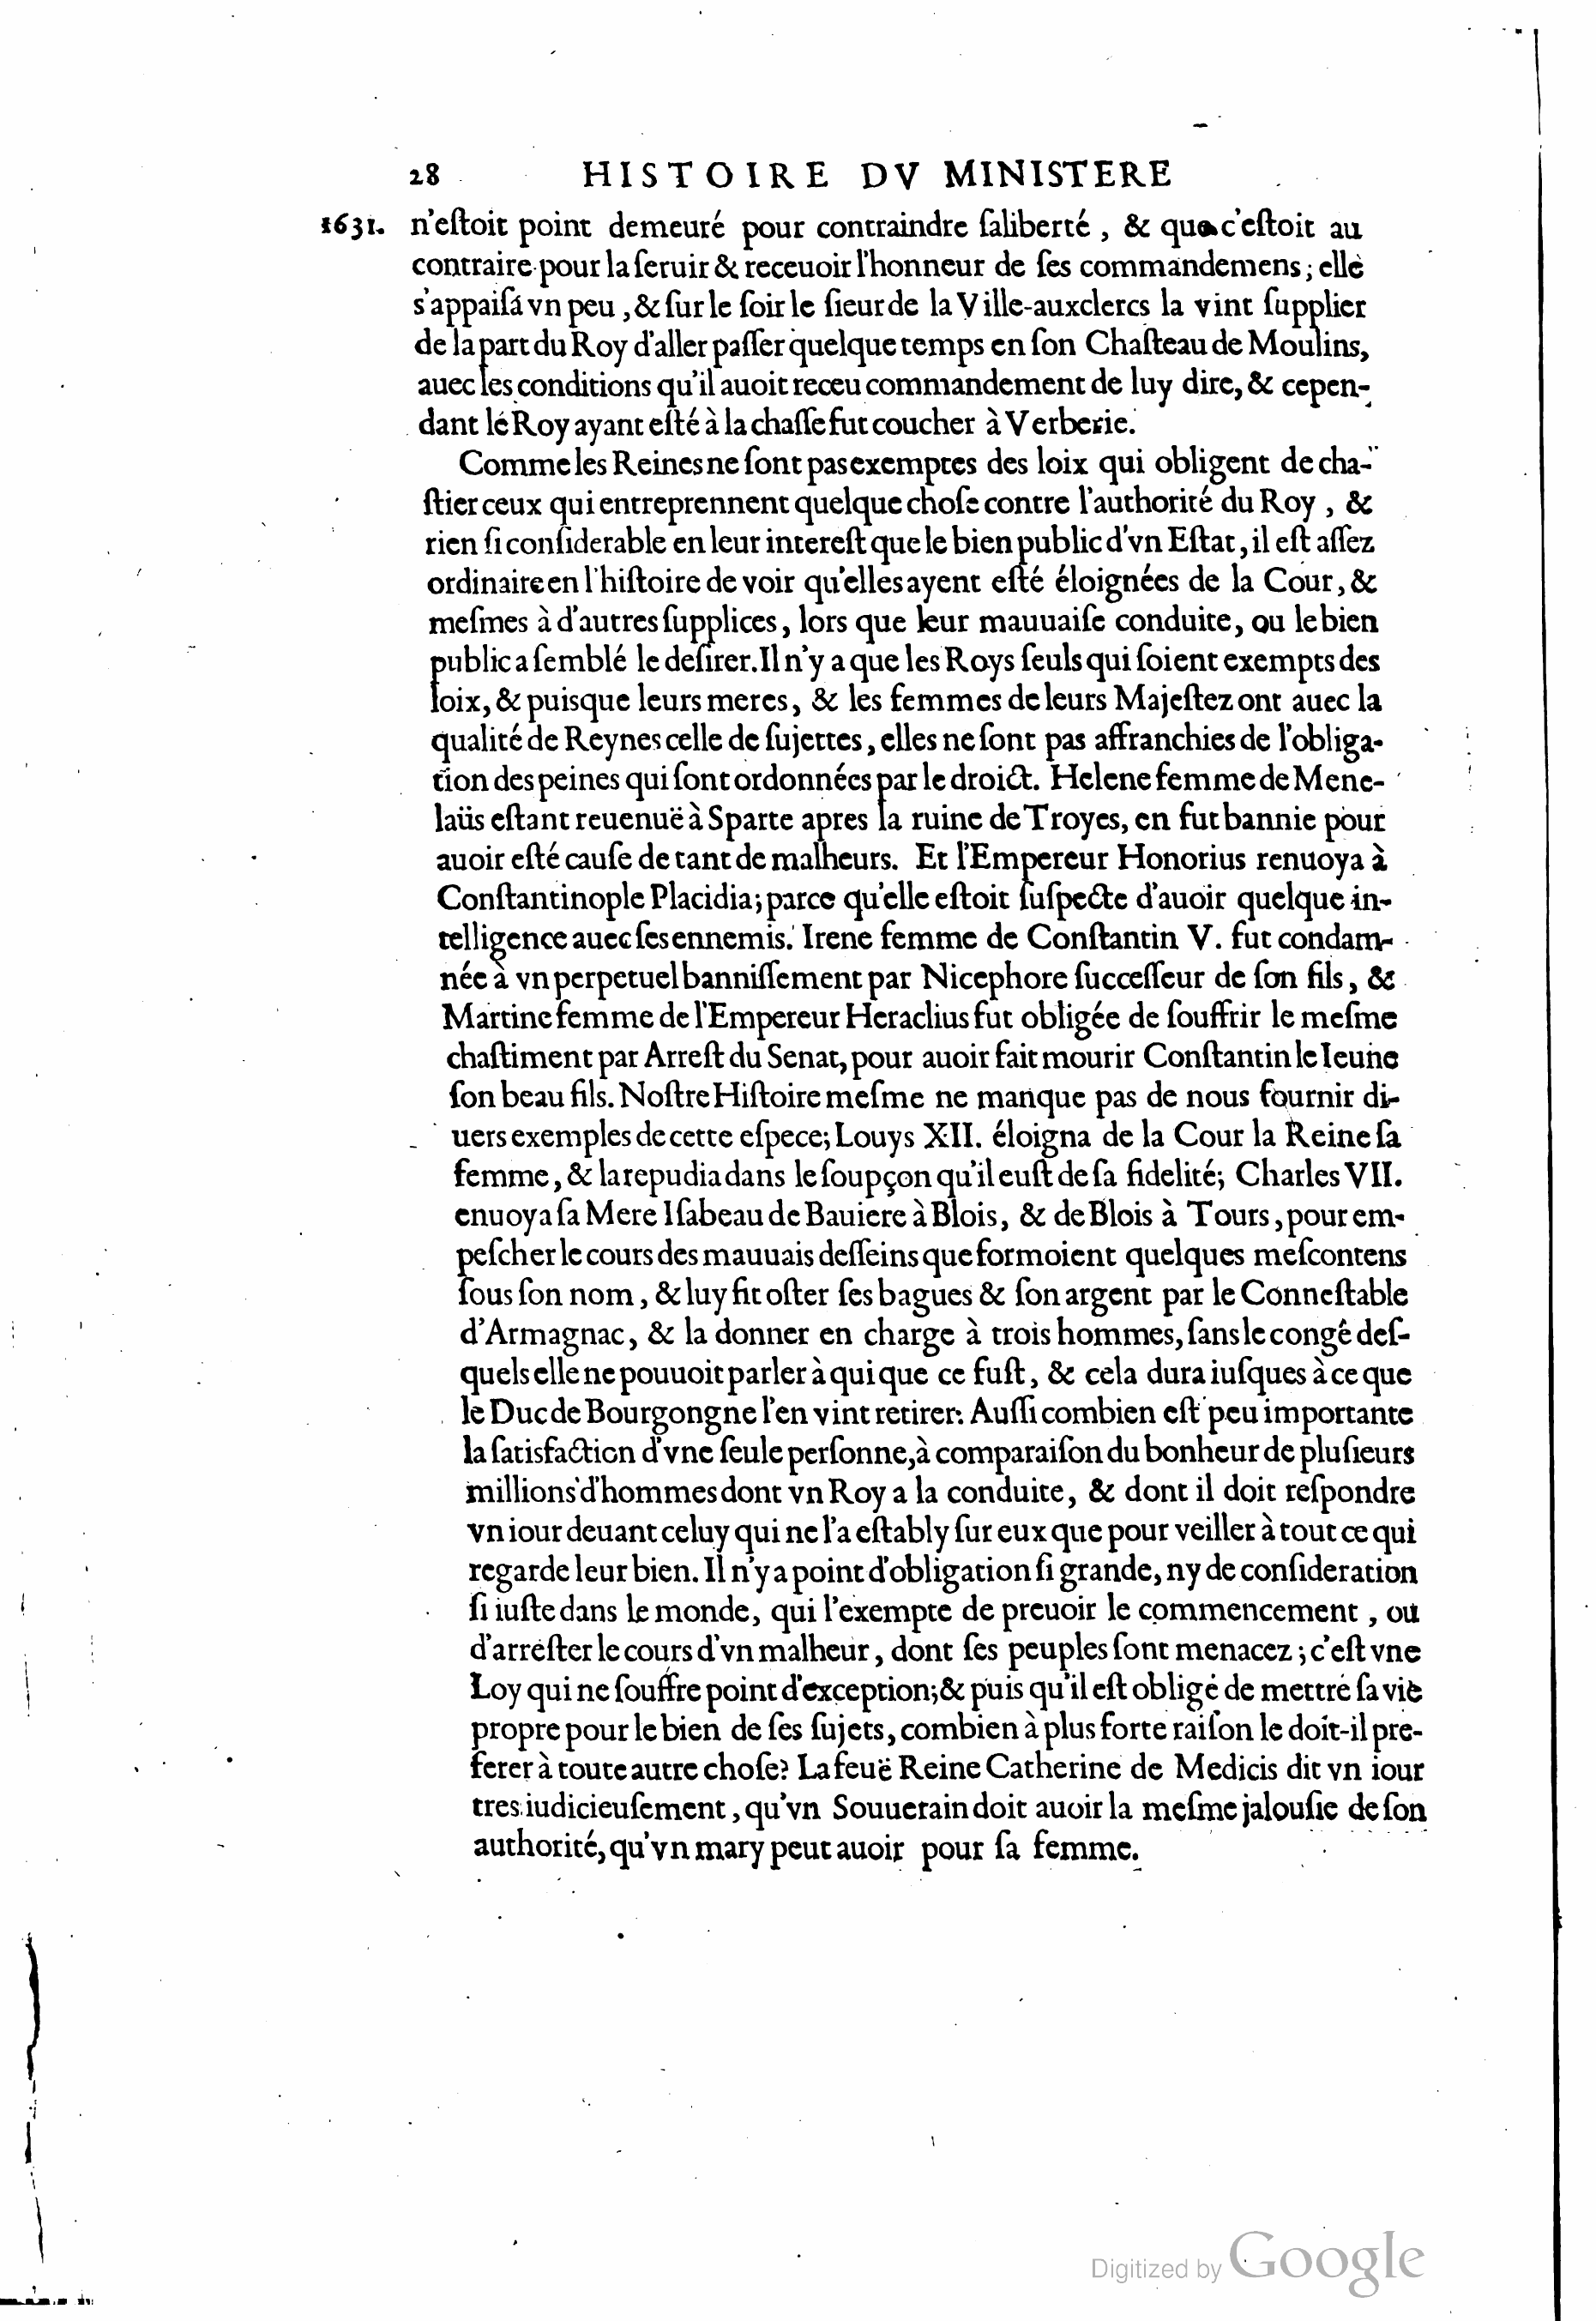 28 HISTOIRE DV MINISTERE
1631. n'eſtoit point demeuré pour contraindre ſa liberté, & que c'eſtoit au
contraire pour la ſeruir & receuoir l'honneur de ſes commandemens; elle
s'appaiſa vn peu, & ſur le ſoir le ſieur de la Ville-auxclercs la vint ſupplier
de la part du Roy d'aller paſſer quelque temps en ſon Chaſteau de Moulins,
auec les conditions qu'il auoit receu commandement de luy dire, & cepen-
dant le Roy ayant eſté à la chaſſe fut coucher à Verberie.
Comme les Reines ne ſont pas exemptes des loix qui obligent de cha-
ſtier ceux qui entreprennent quelque choſe contre l'authorité du Roy, &
rien ſi conſiderable en leur intereſt que le bien public d'vn Eſtat, il eſt aſſez
ordinaire en l'hiſtoire de voir qu'elles ayent eſté éloignées de la Cour, &
meſmes à d'autres ſupplices, lors que leur mauuaiſe conduite, ou le bien
public a ſemblé le deſirer. Il n'y a que les Roys ſeuls qui ſoient exempts des
loix, & puisque leurs meres, & les femmes de leurs Majeſtez ont auec la
qualité de Reynes celle de ſujettes, elles ne ſont pas affranchies de l'obliga-
tion des peines qui ſont ordonnées par le droict. Helene femme de Mene-
laüs eſtant reuenuë à Sparte apres la ruine de Troyes, en fut bannie pour
auoir eſté cauſe de tant de malheurs. Et l'Empereur Honorius renuoya à
Conſtantinople Placidia; parce qu'elle eſtoit ſuſpecte d'auoir quelque in-
telligence auec ſes ennemis. Irene femme de Conſtantin V. fut condam-
née à vn perpetuel banniſſement par Nicephore ſucceſſeur de ſon fils, &
Martine femme de l'Empereur Heraclius fut obligée de ſouffrir le meſme
chaſtiment par Arreſt du Senat, pour auoir fait mourir Conſtantin le Ieune
ſon beau fils. Noſtre Hiſtoire meſme ne manque pas de nous fournir di-
uers exemples de cette eſpece; Louys XII. éloigna de la Cour la Reine ſa
femme, & la repudia dans le ſoupçon qu'il euſt de ſa fidelité; Charles VII.
enuoya ſa Mere Iſabeau de Bauiere à Blois, & de Blois à Tours, pour em-
peſcher le cours des mauuais deſſeins que formoient quelques meſcontens
ſous ſon nom, & luy fit oſter ſes bagues & ſon argent par le Conneſtable
d'Armagnac, & la donner en charge à trois hommes, ſans le congé deſ-
quels elle ne pouuoit parler à qui que ce fuſt, & cela dura iuſques à ce que
le Duc de Bourgongne l'en vint retirer. Auſſi combien eſt peu importante
la ſatisfaction d'vne ſeule perſonne, à comparaiſon du bonheur de pluſieurs
millions d'hommes dont vn Roy a la conduite, & dont il doit reſpondre
vn iour deuant celuy qui ne l'a eſtably ſur eux que pour veiller à tout ce qui
regarde leur bien. Il n'y a point d'obligation ſi grande, ny de conſideration
ſi iuſte dans le monde, qui l'exempte de preuoir le commencement, ou
d'arreſter le cours d'vn malheur, dont ſes peuples ſont menacez; c'eſt vne
Loy qui ne ſouffre point d'exception; & puis qu'il eſt obligé de mettre ſa vie
propre pour le bien de ſes ſujets, combien à plus forte raiſon le doit-il pre-
ferer à toute autre choſe? La feuë Reine Catherine de Medicis dit vn iour
tres iudicieuſement, qu'vn Souuerain doit auoir la meſme jalouſie de ſon
authorité, qu'vn mary peut auoir pour ſa femme.
Digitized by Google